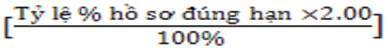 [Tỷ lệ % hồ sơ đúng hạn ×2.00
100%]